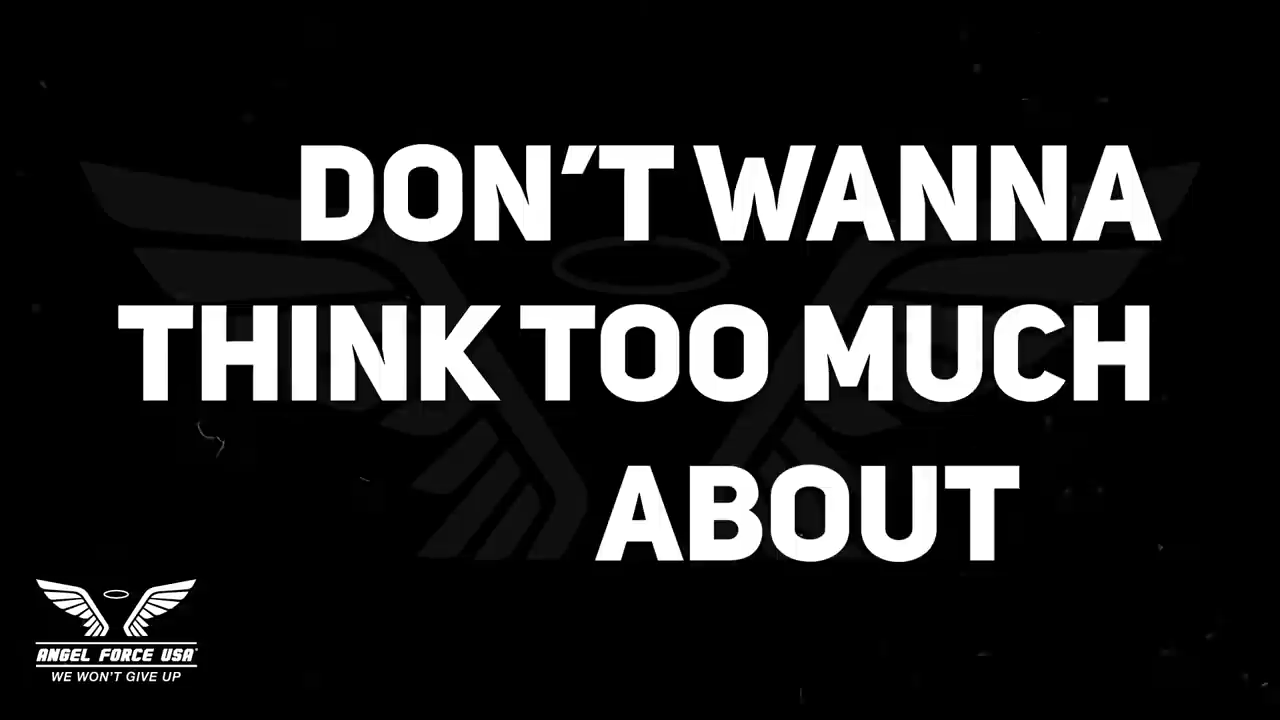 DON'T WANNA
THINK TOO MUCH
ABOUT
ANGEL FORCE USA
WE WON'T GIVE UP